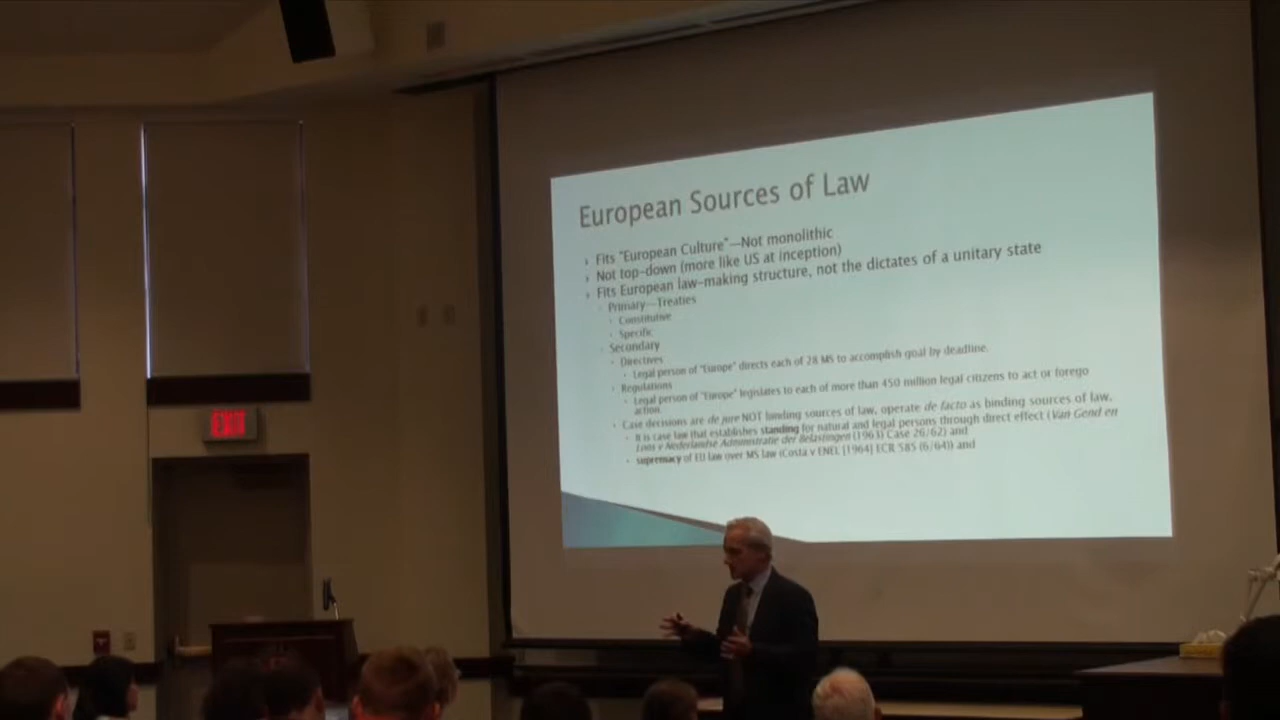 European Sources of Law
Fits "European Culture"—Not monolithic
Not top-down (more like US at inception)
Fits European law-making structure, not the dictates of a unitary state
Primary—Treaties
Constitutive
Specific
Secondary
Directives
Legal person of "Europe" directs each of 28 MS to accomplish goal by deadline.
Regulations
Legal person of "Europe" legislates to each of more than 450 million legal citizens to act or forego
action.
Case decisions are de jure NOT binding sources of law, operate de facto as binding sources of law.
It is case law that establishes standing for natural and legal persons through direct effect (Van Gend en
Loos v Nederlandse Administratie der Belastingen (1963) Case 26/62) and
supremacy of EU law over MS law (Costa v ENEL [1964] ECR 585 (6/64)) and
EXIT